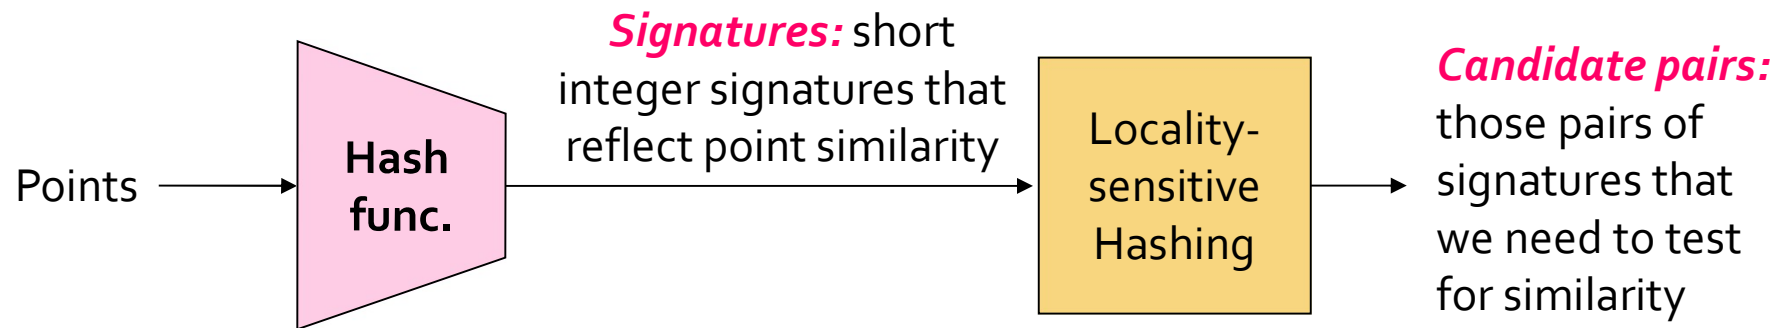 Points
Hash
func.
Signatures: short
integer signatures that
reflect point similarity
Locality-
sensitive
Hashing
Candidate pairs:
those pairs of
signatures that
we need to test
for similarity